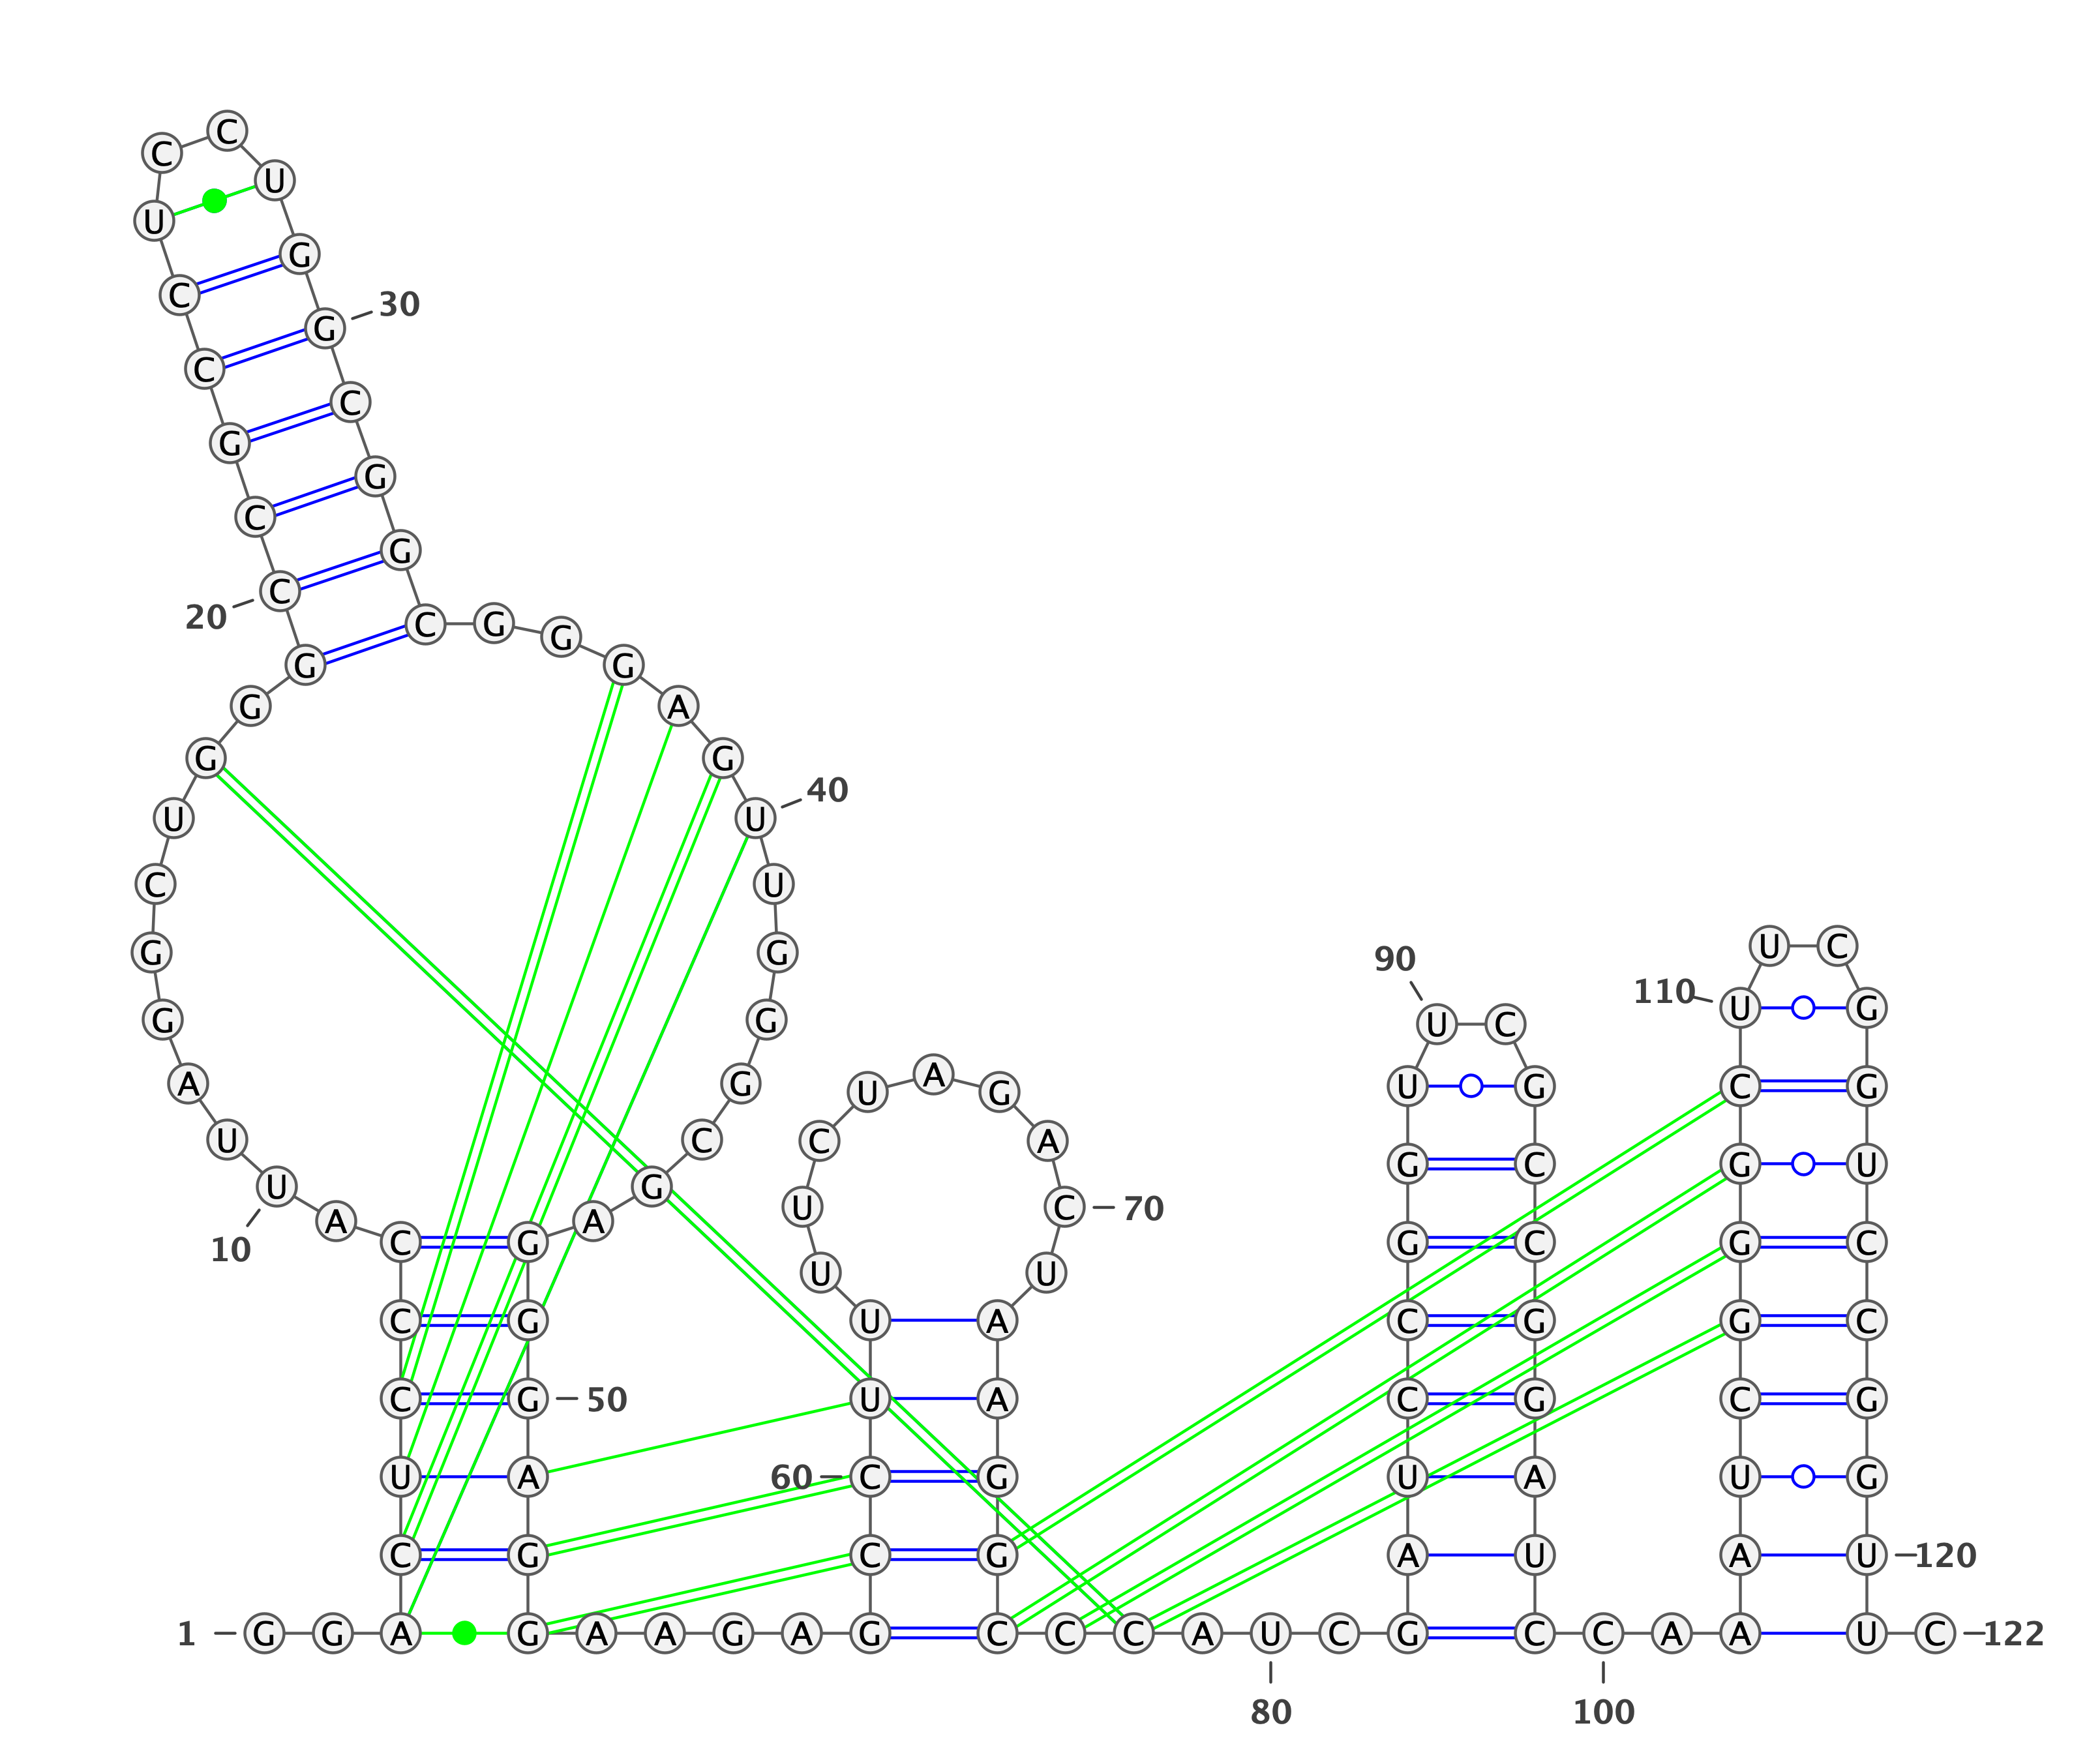 C C
U U
C G
C G 30
G C
C G
20 C G
G C G G G
G A
G G
U U 40
C U
G G U C
90
110 U G
G G U C
A G U A G U G
U C C A
C U
G C G U
10 U G U C 70
A A
C G G C G C
U U
C G U A C G G C
C G 50 U A C G C G
U A 60 C G U A U G
C G C G A U A U 120
1 G G A G A A G A G C C C A U C G C C A A U C 122
80 100